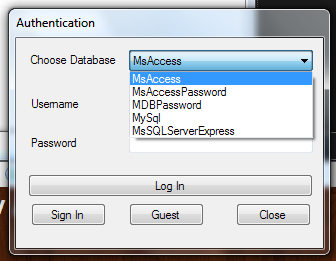 Authentication
Choose Database
MsAccess
MsAccess
MsAccessPassword
MDBPassword
MySql
MsSQLServerExpress
Username
Password
Log In
Sign In
Guest
Close